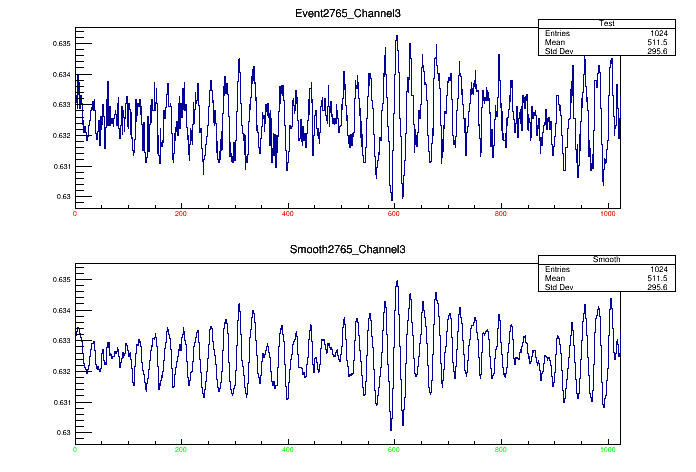 Event2765_Channel3
Test
Entries 1024
Mean 511.5
Std Dev 295.6
0.635
0.634
0.633
0.632
0.631
0.63
0 200 400 600 800 1000
Smooth2765_Channel3
Smooth
Entries 1024
Mean 511.5
Std Dev 295.6
0.635
0.634
0.633
0.632
0.631
0.63
0 200 400 600 800 1000